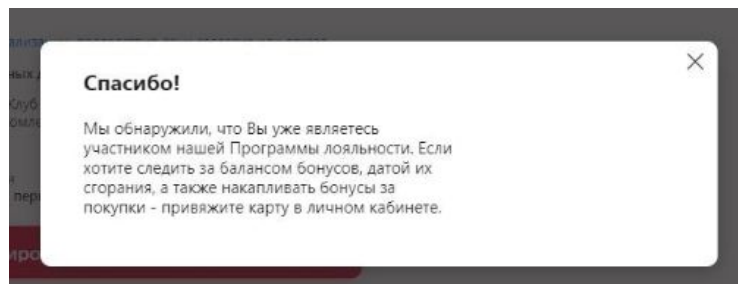 Спасибо!
Мы обнаружили, что Вы уже являетесь
участником нашей Программы лояльности. Если
хотите следить за балансом бонусов, датой их
сгорания, а также накапливать бонусы за
покупки - привяжите карту в личном кабинете.